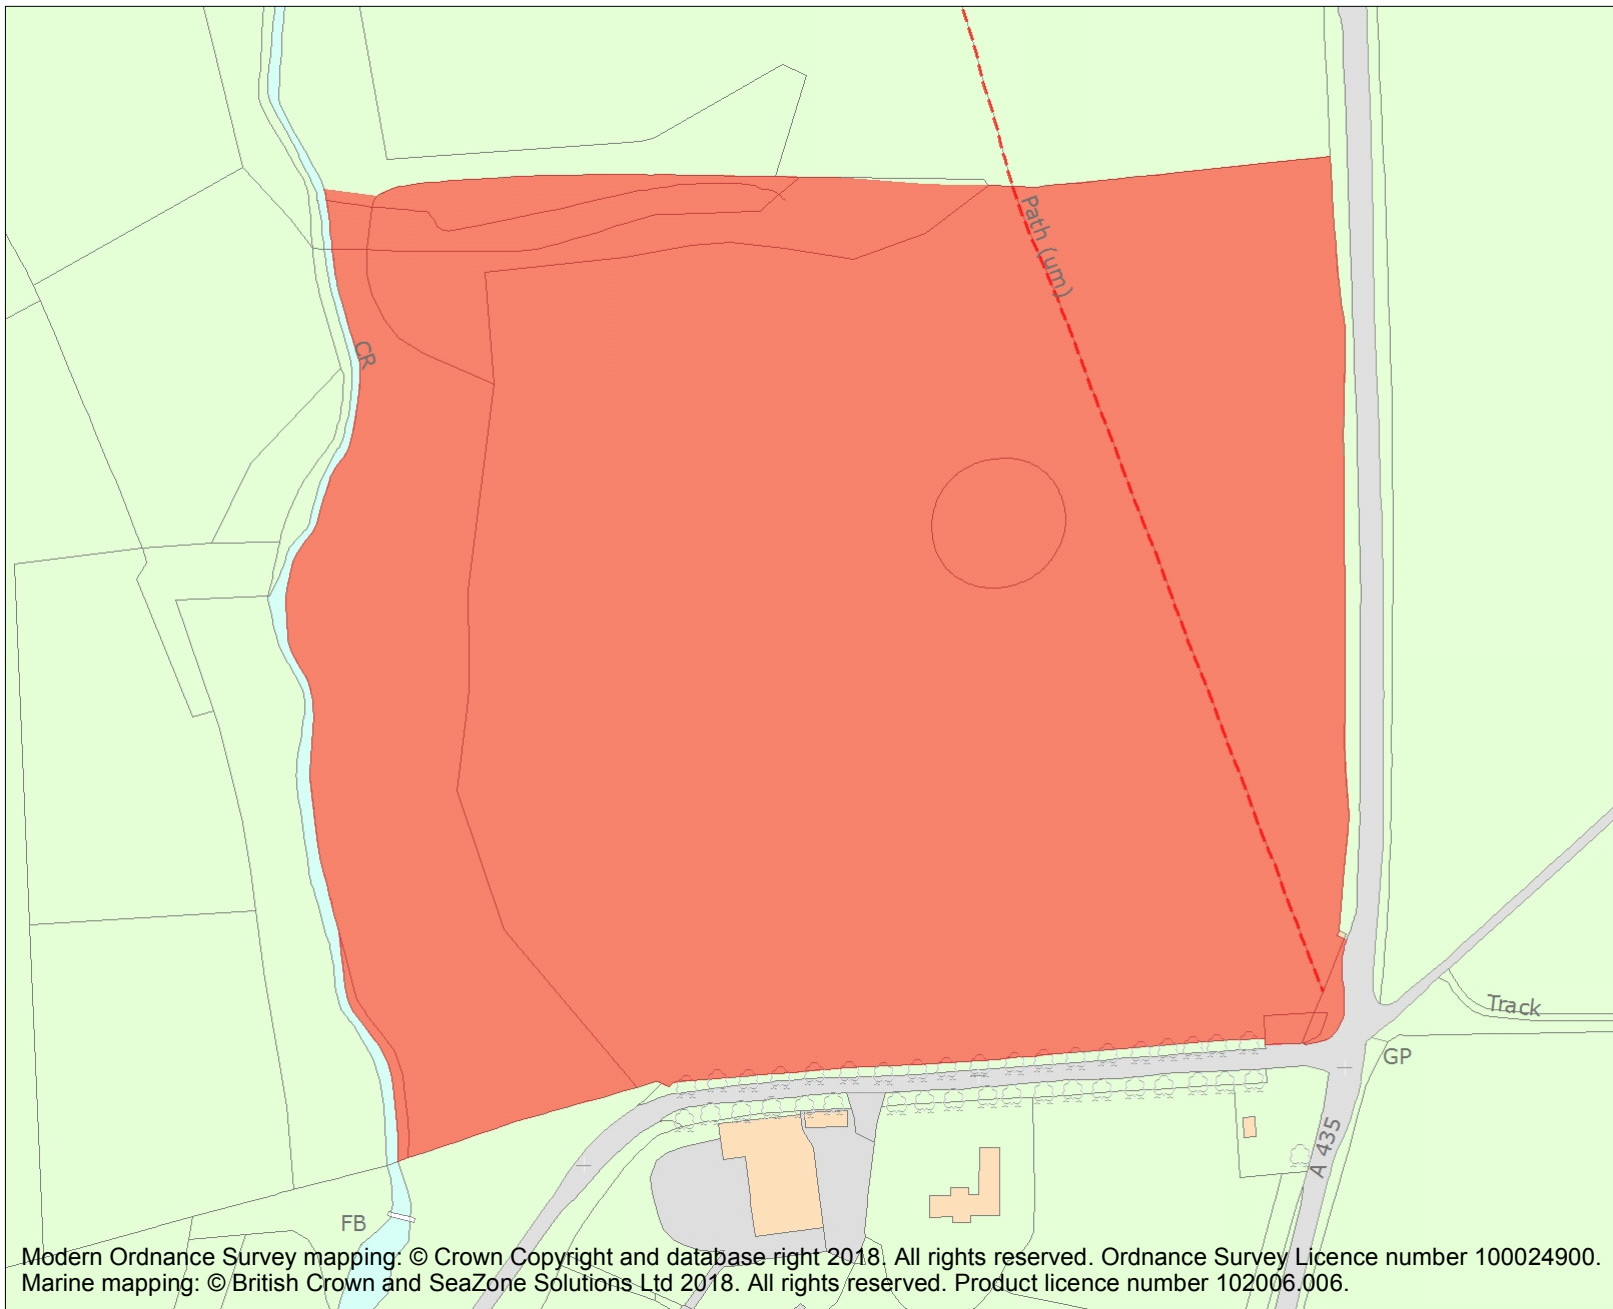 Path (um)
CR
Track
GP
A 435
FB
Modern Ordnance Survey mapping: © Crown Copyright and database right 2018. All rights reserved. Ordnance Survey Licence number 100024900.
Marine mapping: © British Crown and SeaZone Solutions Ltd 2018. All rights reserved. Product licence number 102006.006.